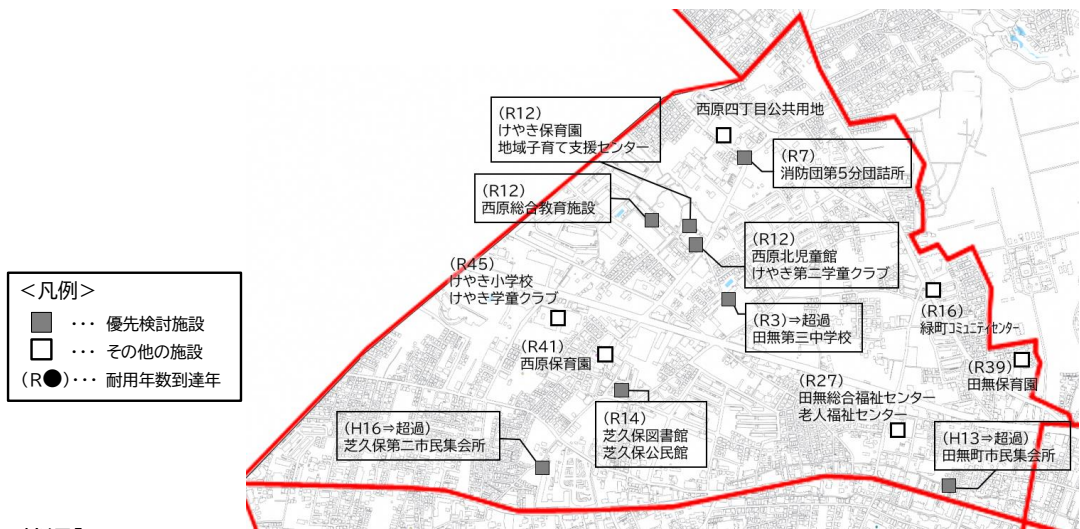 西原四丁目公共用地
(R12)
けやき保育園
地域子育て支援センター
(R7)
消防団第5分団詰所
(R12)
西原総合教育施設
(R12)
西原北児童館
けやき第二学童クラブ
(R45)
けやき小学校
けやき学童クラブ
<凡例>
･･･ 優先検討施設
･･･ その他の施設
(R●)･･･ 耐用年数到達年
(R3)⇒超過
田無第三中学校
(R16)
緑町コミュニティセンター
(R41)
西原保育園
(R39)
田無保育園
(R27)
田無総合福祉センター
老人福祉センター
(R14)
芝久保図書館
芝久保公民館
(H16⇒超過)
芝久保第二市民集会所
(H13⇒超過)
田無町市民集会所